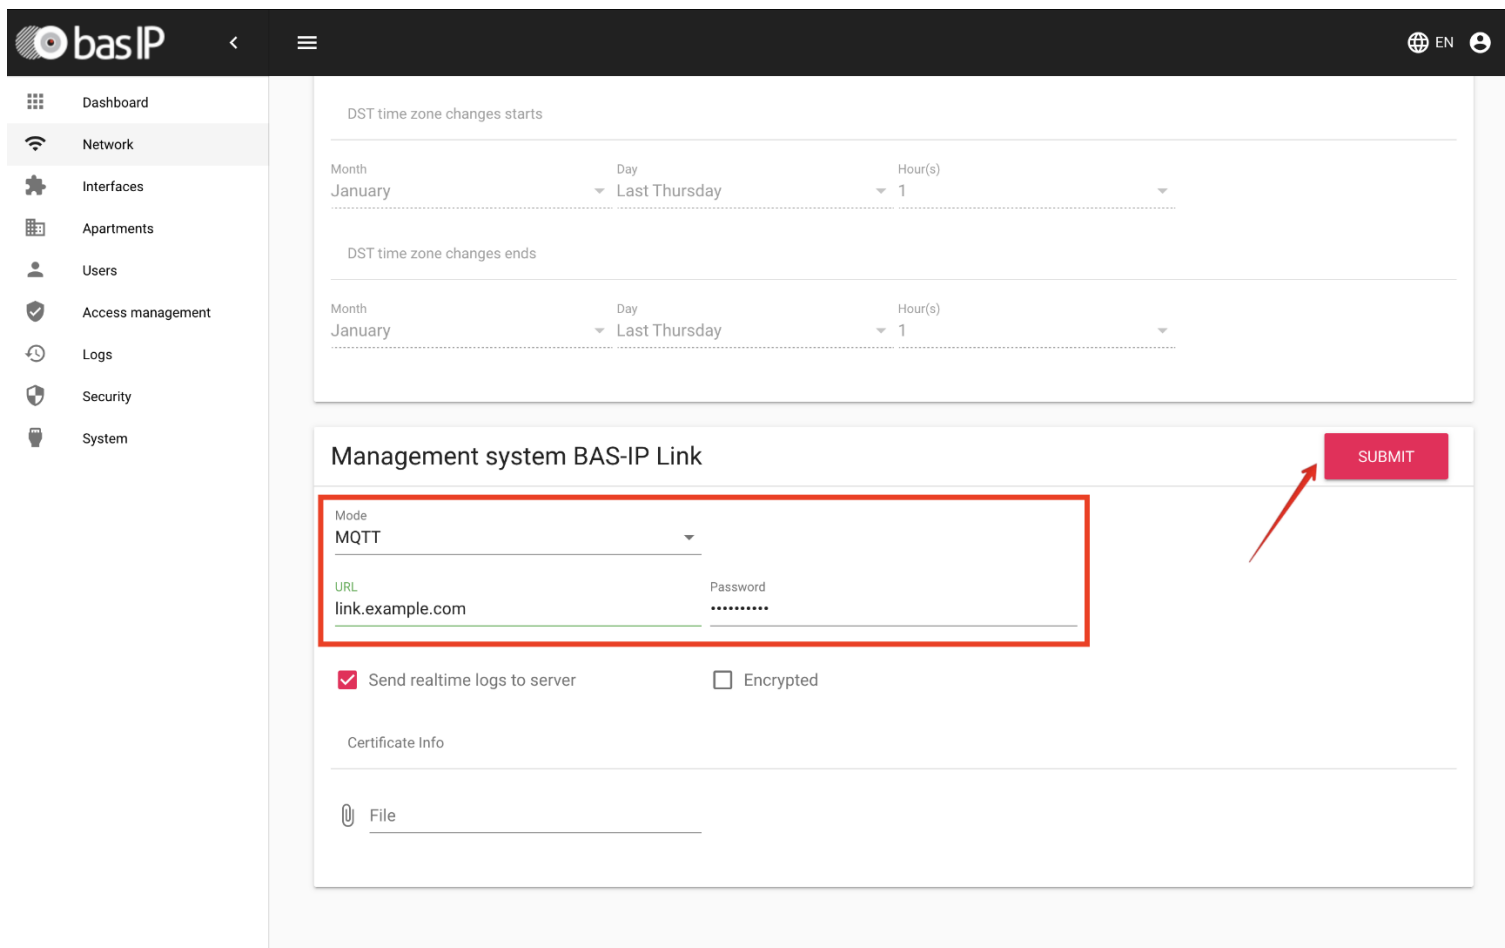 bas IP
EN
Dashboard
Network
Interfaces
Apartments
Users
Access management
Logs
Security
System
DST time zone changes starts
Month Day Hour(s)
January Last Thursday 1
DST time zone changes ends
Month Day Hour(s)
January Last Thursday 1
Management system BAS-IP Link
SUBMIT
Mode
MQTT
URL Password
link.example.com ••••••••••
Send realtime logs to server Encrypted
Certificate Info
File